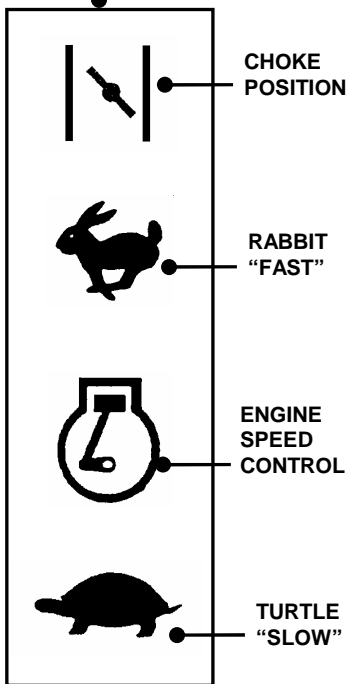 CHOKE
POSITION
RABBIT
“FAST”
ENGINE
SPEED
CONTROL
TURTLE
“SLOW”